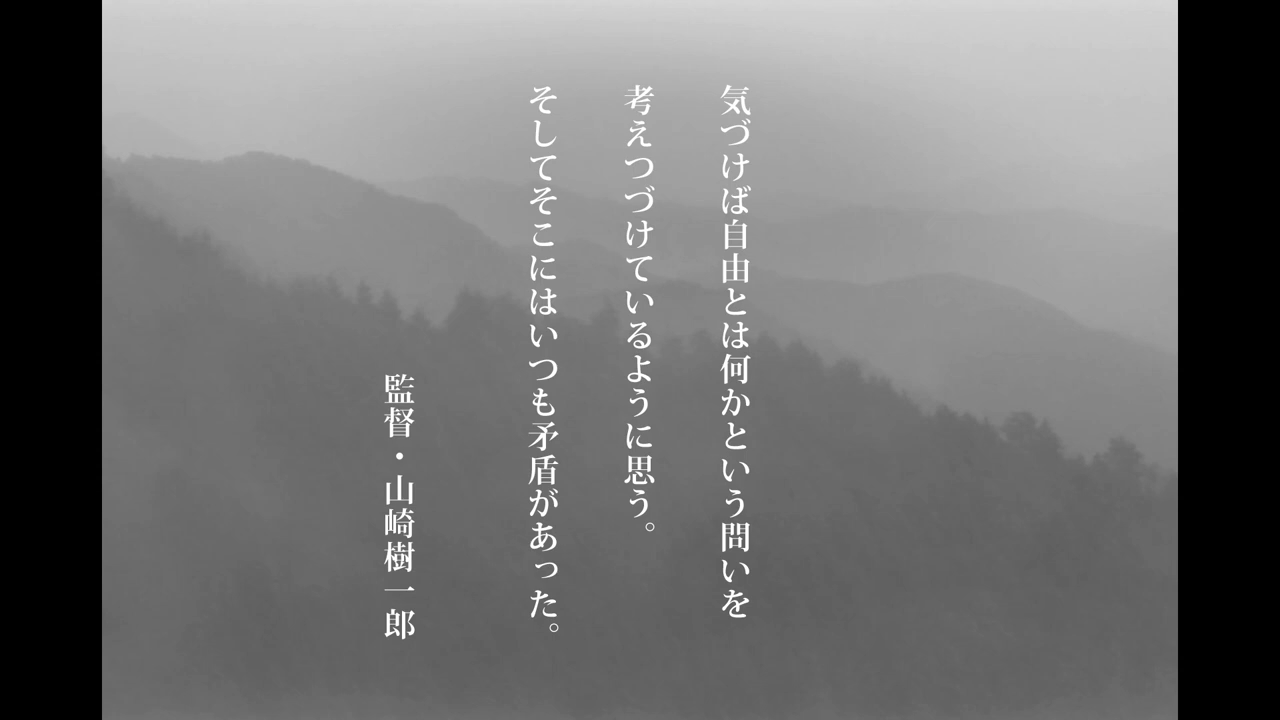 気づけば自由とは何かという問いを
考えつづけているように思う。
そしてそこにはいつも矛盾があった。
監督・山崎樹一郎